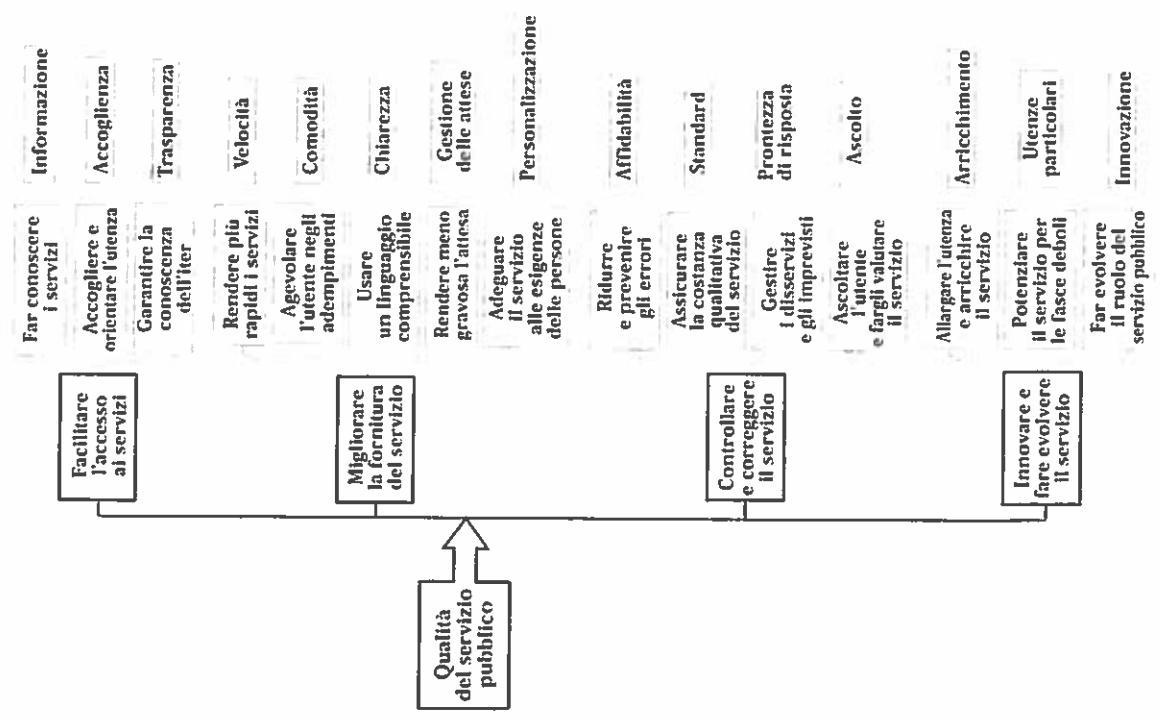 Qualità
del servizio
pubblico
Facilitare
l'accesso
ai servizi
Far conoscere
i servizi
Informazione
Accogliere e
orientare l'utenza
Accoglienza
Garantire la
conoscenza
dell'iter
Trasparenza
Migliorare
la fornitura
del servizio
Rendere più
rapidi i servizi
Velocità
Agevolare
l'utente negli
adempimenti
Comodità
Usare
un linguaggio
comprensibile
Chiarezza
Rendere meno
gravosa l'attesa
Gestione
delle attese
Adeguare
il servizio
alle esigenze
delle persone
Personalizzazione
Controllare
e correggere
il servizio
Ridurre
e prevenire
gli errori
Affidabilità
Assicurare
la costanza
qualitativa
del servizio
Standard
Gestire
i disservizi
e gli imprevisti
Prontezza
di risposta
Ascoltare
l'utente
e fargli valutare
il servizio
Ascolto
Innovare e
fare evolvere
il servizio
Allargare l'utenza
e arricchire
il servizio
Arricchimento
Potenziare
il servizio per
le fasce deboli
Utenze
particolari
Far evolvere
il ruolo del
servizio pubblico
Innovazione